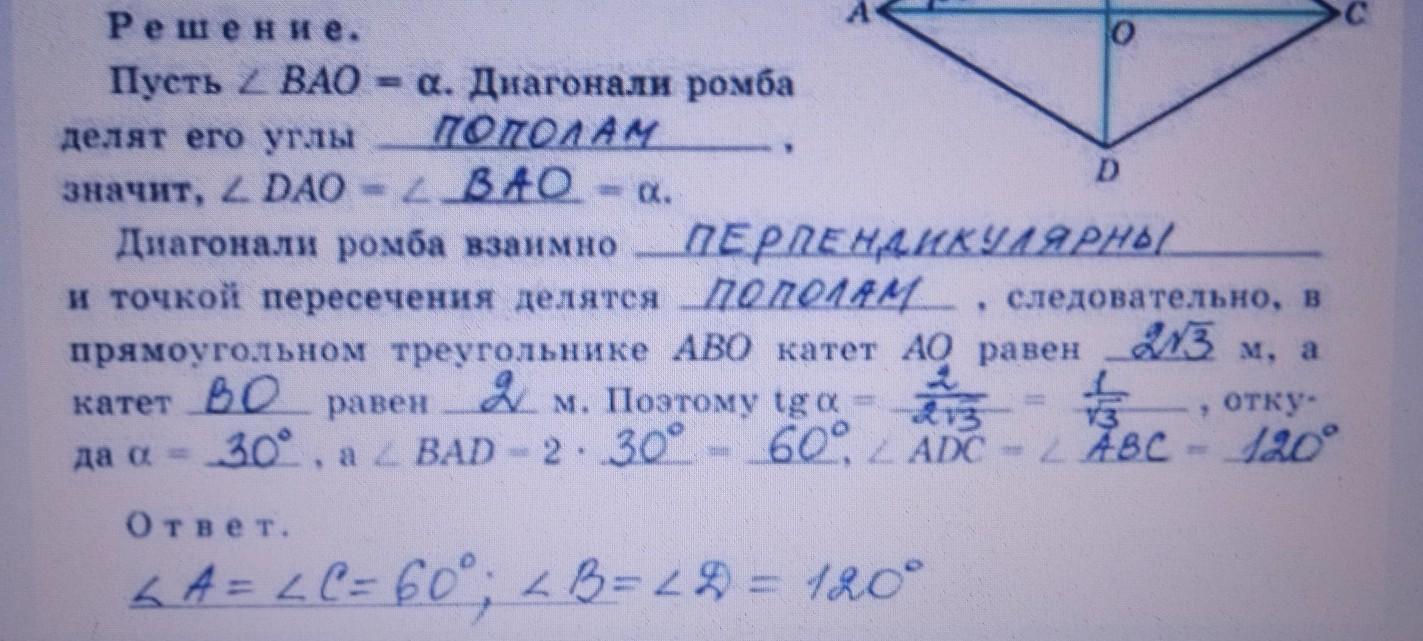 Решение.
A C
O
Пусть ∠ BAO = α. Диагонали ромба
делят его углы ПОПОЛАМ ,
D
значит, ∠ DAO = ∠ BAO = α.
Диагонали ромба взаимно ПЕРПЕНДИКУЛЯРНЫ
и точкой пересечения делятся ПОПОЛАМ , следовательно, в
прямоугольном треугольнике ABO катет AO равен 2√3 м, а
катет BO равен 2 м. Поэтому tg α = 2/2√3 = 1/√3 , отку-
да α = 30° , а ∠ BAD = 2 · 30° = 60°, ∠ ADC = ∠ ABC = 120°
Ответ.
∠ A = ∠ C = 60°; ∠ B = ∠ D = 120°